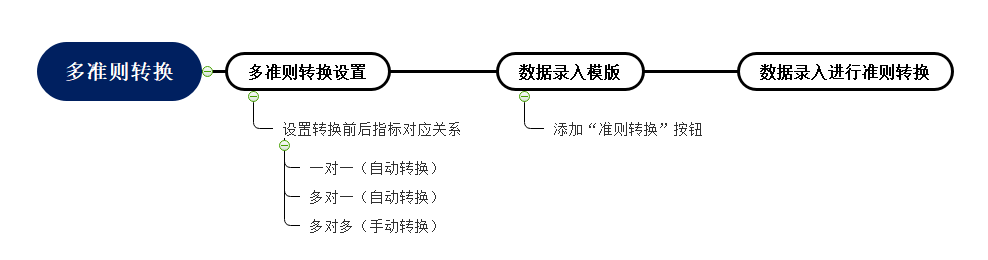 多准则转换
多准则转换设置
数据录入模版
数据录入进行准则转换
设置转换前后指标对应关系
添加“准则转换”按钮
一对一（自动转换）
多对一（自动转换）
多对多（手动转换）